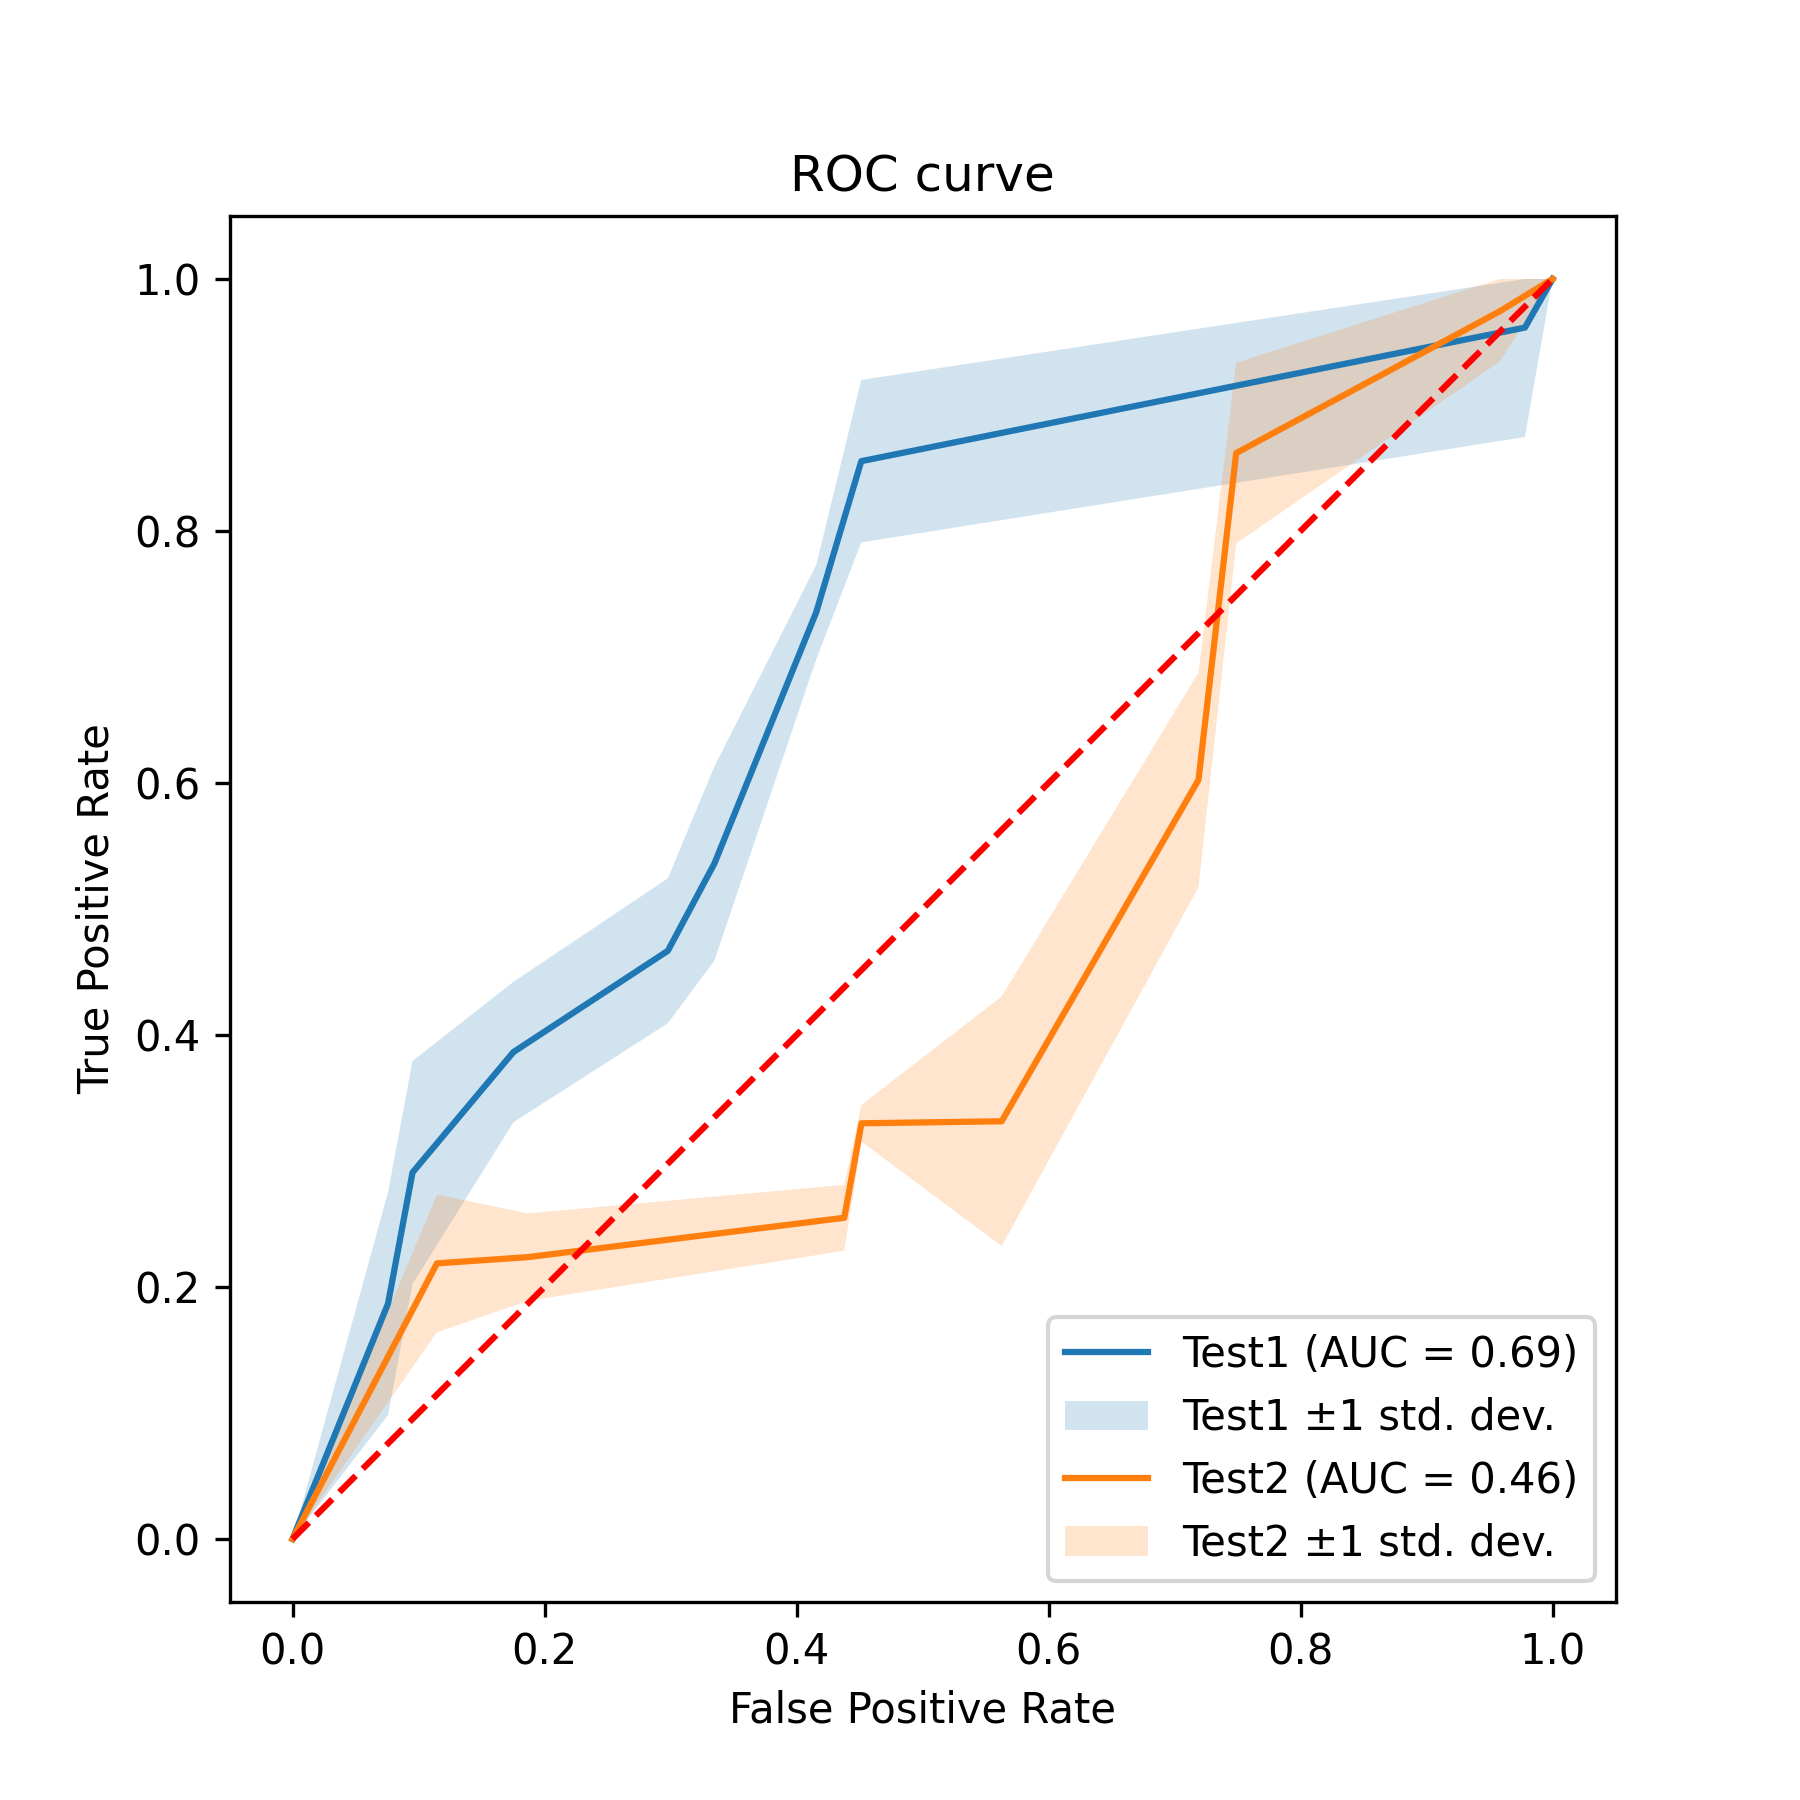 ROC curve
1.0
0.8
0.6
0.4
0.2
0.0
True Positive Rate
0.0 0.2 0.4 0.6 0.8 1.0
False Positive Rate
Test1 (AUC = 0.69)
Test1 ±1 std. dev.
Test2 (AUC = 0.46)
Test2 ±1 std. dev.